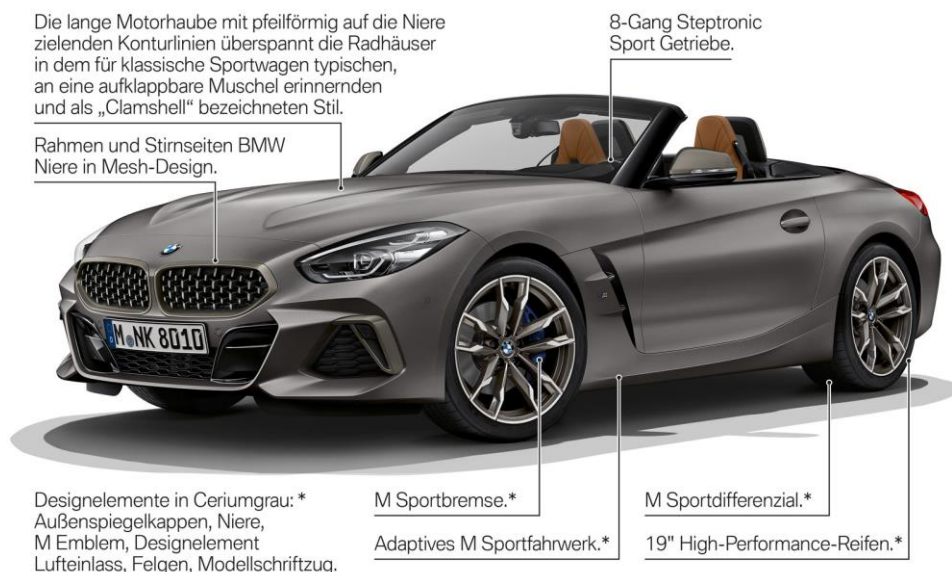 Die lange Motorhaube mit pfeilförmig auf die Niere
zielenden Konturlinien überspannt die Radhäuser
in dem für klassische Sportwagen typischen,
an eine aufklappbare Muschel erinnernden
und als „Clamshell“ bezeichneten Stil.
8-Gang Steptronic
Sport Getriebe.
Rahmen und Stirnseiten BMW
Niere in Mesh-Design.
M NK 8010
Designelemente in Ceriumgrau: *
Außenspiegelkappen, Niere,
M Emblem, Designelement
Lufteinlass, Felgen, Modellschriftzug.
M Sportbremse.*
Adaptives M Sportfahrwerk.*
M Sportdifferenzial.*
19" High-Performance-Reifen.*